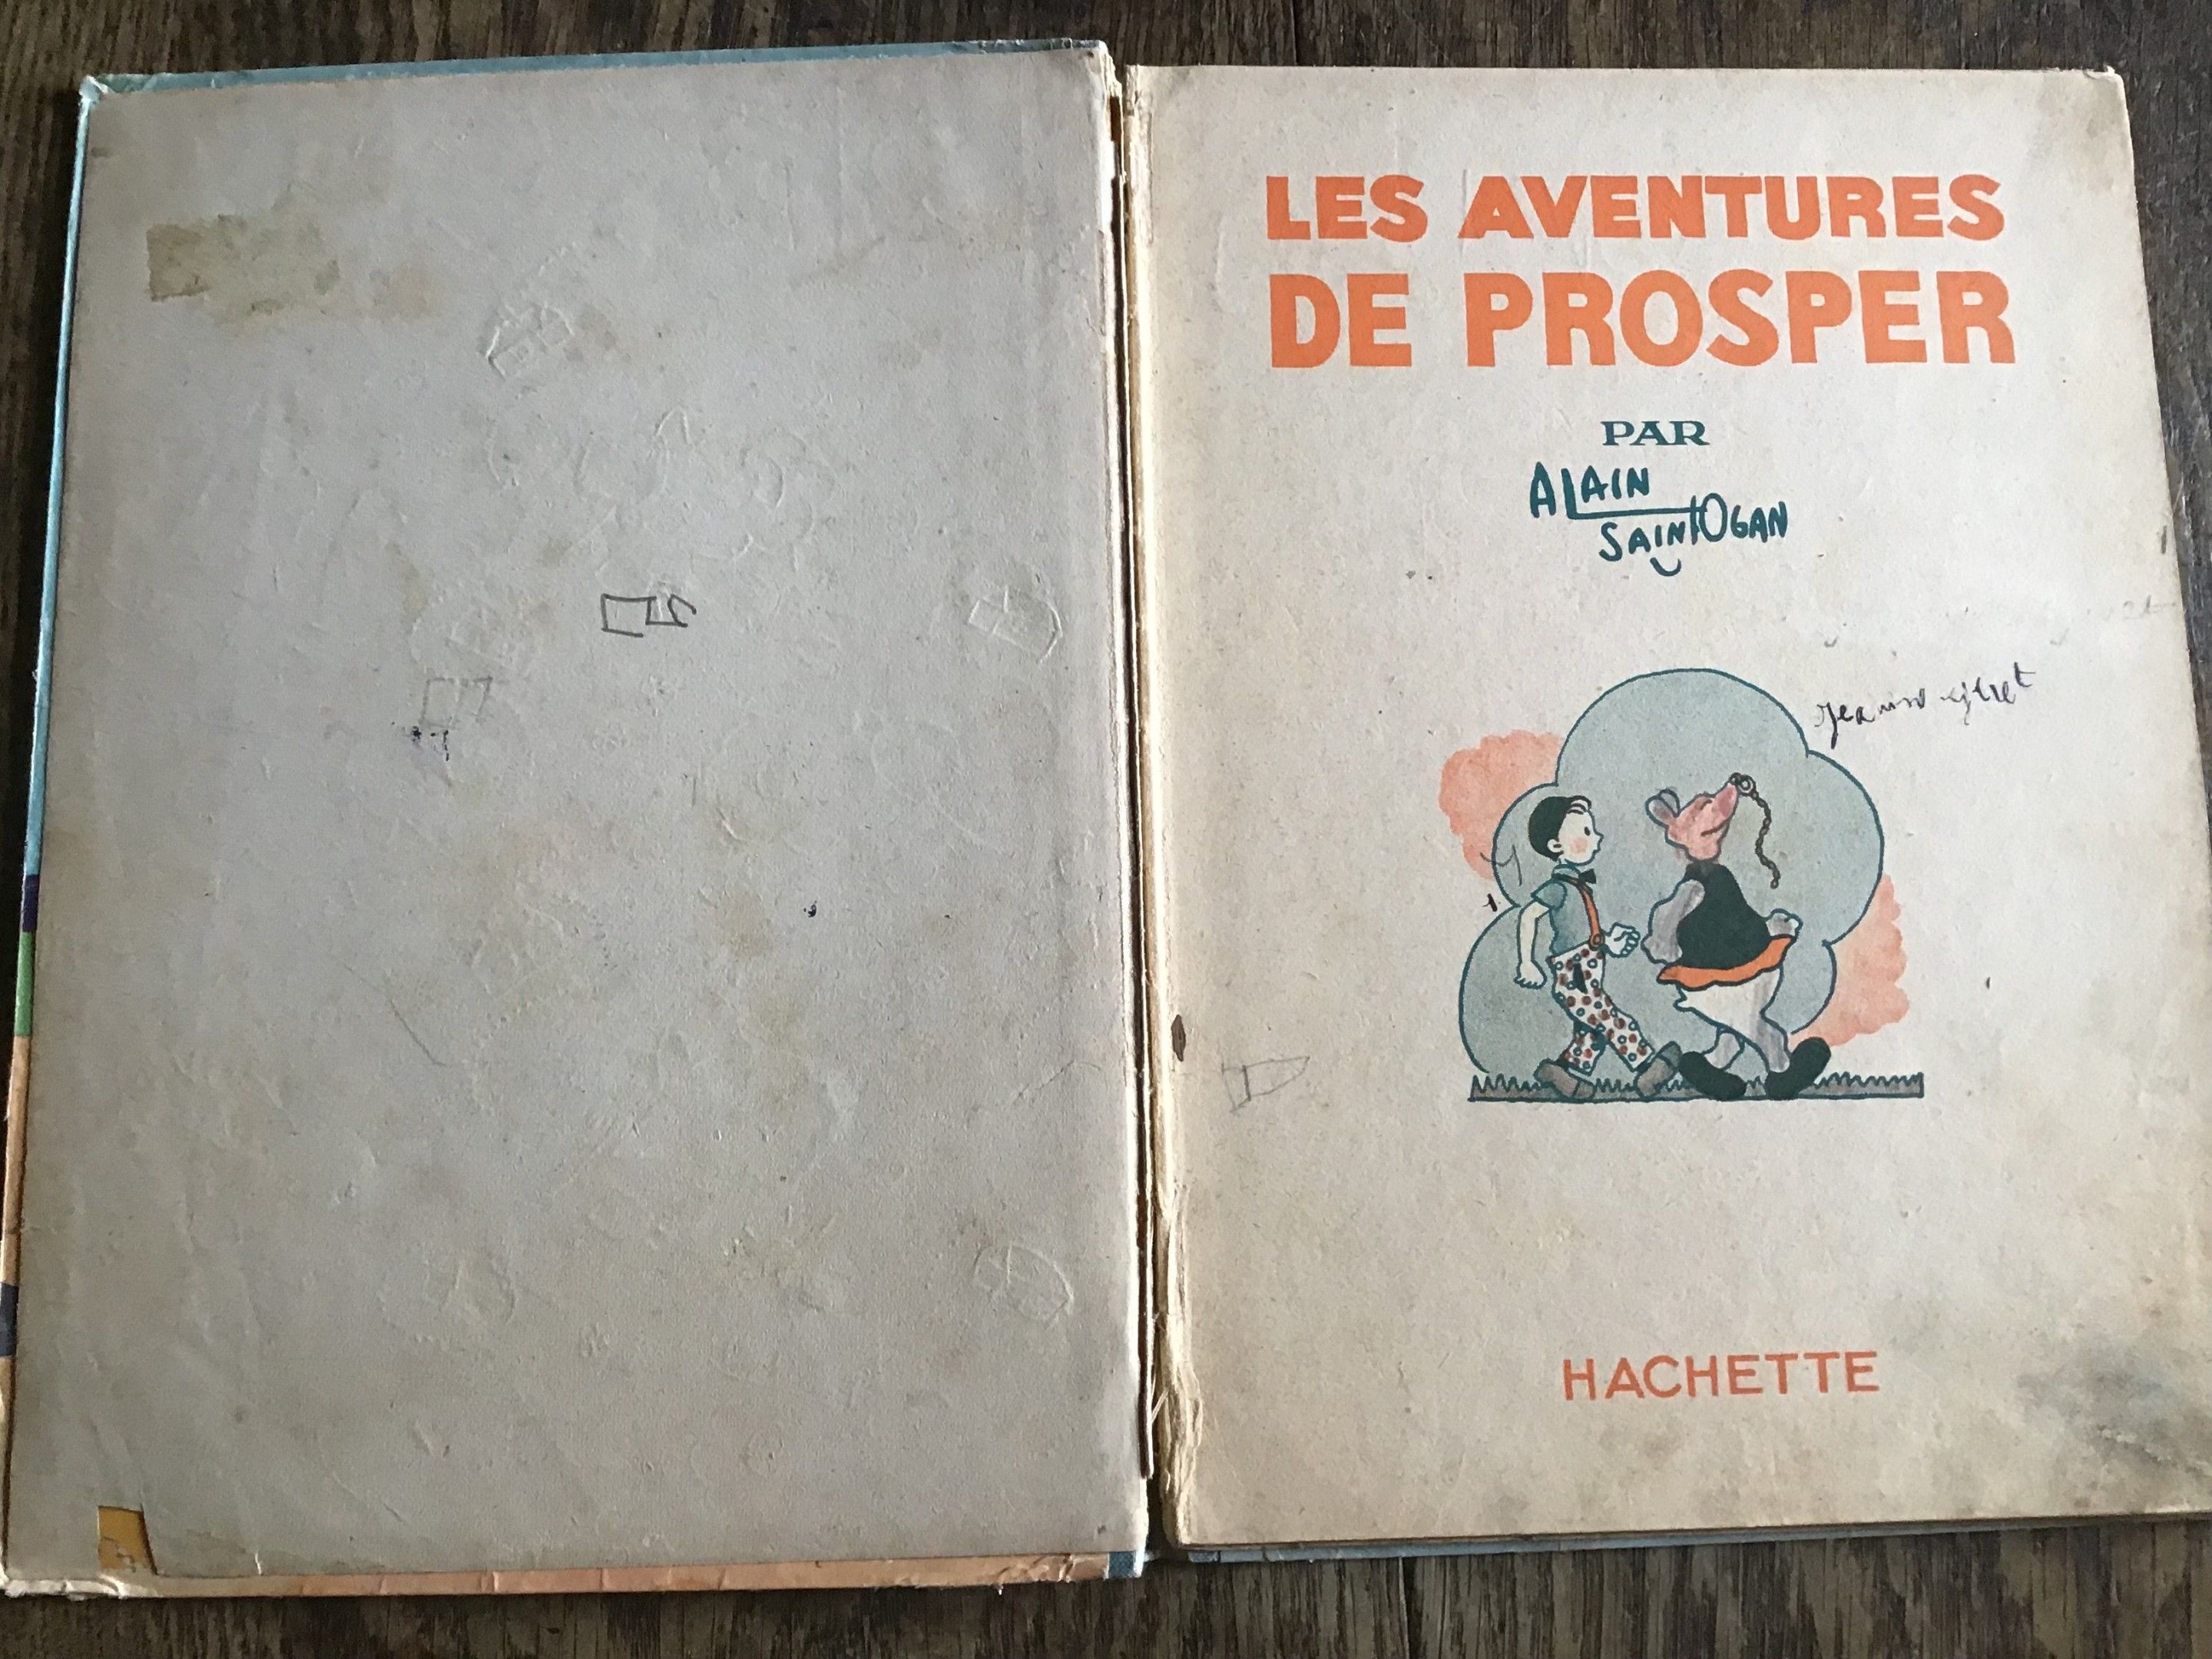 LES AVENTURES
DE PROSPER
PAR
ALAIN
SAINT OGAN
HACHETTE